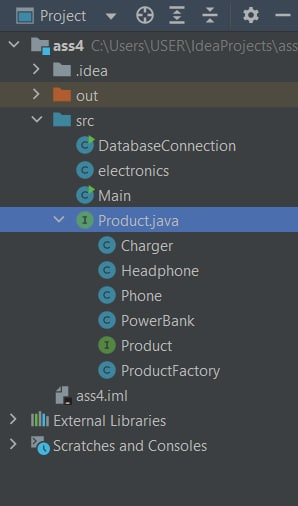 Project
ass4 C:\Users\USER\IdeaProjects\ass
.idea
out
src
DatabaseConnection
electronics
Main
Product.java
Charger
Headphone
Phone
PowerBank
Product
ProductFactory
ass4.iml
External Libraries
Scratches and Consoles